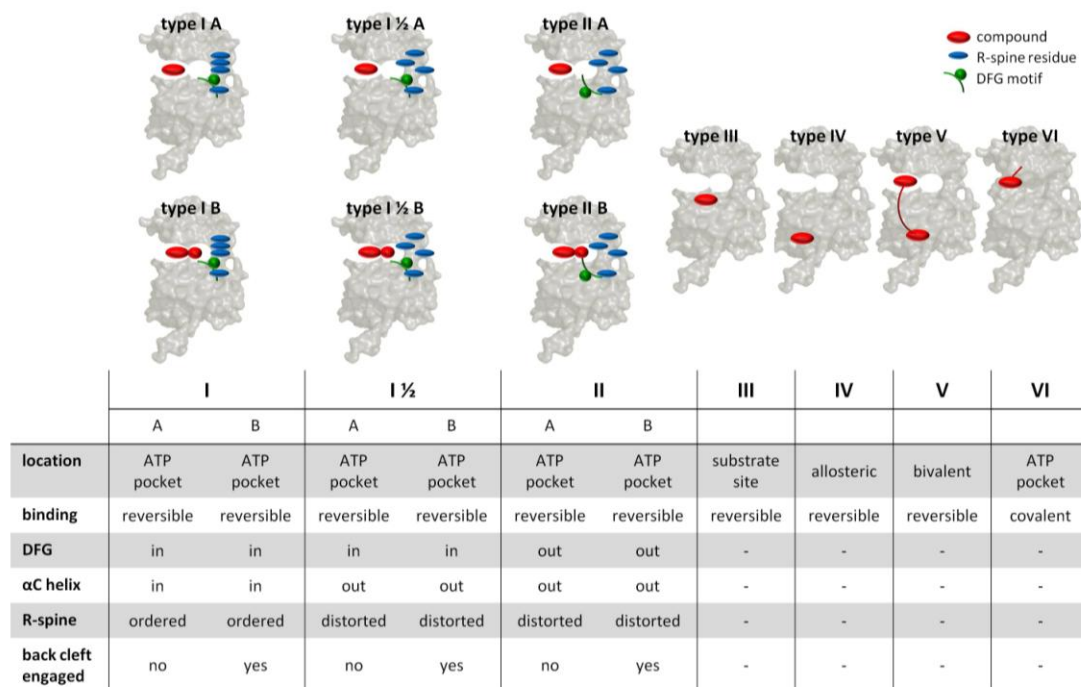 type I A
type I ½ A
type II A
compound
R-spine residue
DFG motif
type III
type IV
type V
type VI
type I B
type I ½ B
type II B
I
I ½
II
III
IV
V
VI
A B A B A B
location ATP pocket ATP pocket ATP pocket ATP pocket ATP pocket ATP pocket substrate site allosteric bivalent ATP pocket
binding reversible reversible reversible reversible reversible reversible reversible reversible reversible covalent
DFG in in in in out out - - - -
αC helix in in out out out out - - - -
R-spine ordered ordered distorted distorted distorted distorted - - - -
back cleft engaged no yes no yes no yes - - - -